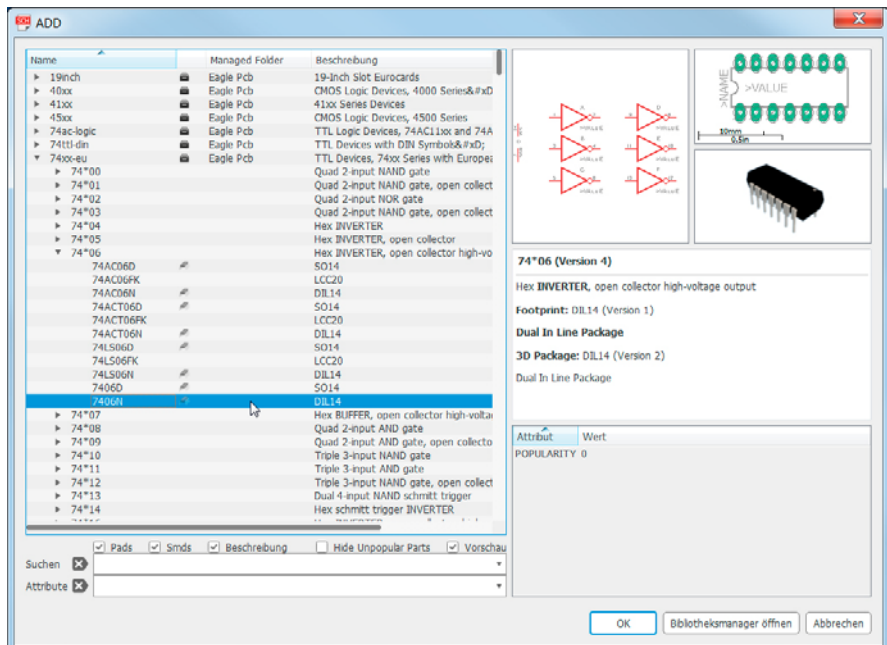 ADD
Name Managed Folder Beschreibung
19inch Eagle Pcb 19-Inch Slot Eurocards
40xx Eagle Pcb CMOS Logic Devices, 4000 Series&#xD
41xx Eagle Pcb 41xx Series Devices
45xx Eagle Pcb CMOS Logic Devices, 4500 Series
74ac-logic Eagle Pcb TTL Logic Devices, 74AC11xx and 74A
74ttl-din Eagle Pcb TTL Devices with DIN Symbols&#xD;
74xx-eu Eagle Pcb TTL Devices, 74xx Series with Europea
74*00 Quad 2-input NAND gate
74*01 Quad 2-input NAND gate, open collect
74*02 Quad 2-input NOR gate
74*03 Quad 2-input NAND gate, open collect
74*04 Hex INVERTER
74*05 Hex INVERTER, open collector
74*06 Hex INVERTER, open collector high-vo
74AC06D SO14
74AC06FK LCC20
74AC06N DIL14
74ACT06D SO14
74ACT06FK LCC20
74ACT06N DIL14
74LS06D SO14
74LS06FK LCC20
74LS06N DIL14
7406D SO14
7406N DIL14
74*07 Hex BUFFER, open collector high-voltag
74*08 Quad 2-input AND gate
74*09 Quad 2-input AND gate, open collecto
74*10 Triple 3-input NAND gate
74*11 Triple 3-input AND gate
74*12 Triple 3-input NAND gate, open collect
74*13 Dual 4-input NAND schmitt trigger
74*14 Hex schmitt trigger INVERTER
Pads Smds Beschreibung Hide Unpopular Parts Vorschau
Suchen
Attribute
>NAME
>VALUE
10mm
0.5in
74*06 (Version 4)
Hex INVERTER, open collector high-voltage output
Footprint: DIL14 (Version 1)
Dual In Line Package
3D Package: DIL14 (Version 2)
Dual In Line Package
Attribut Wert
POPULARITY 0
OK Bibliotheksmanager öffnen Abbrechen